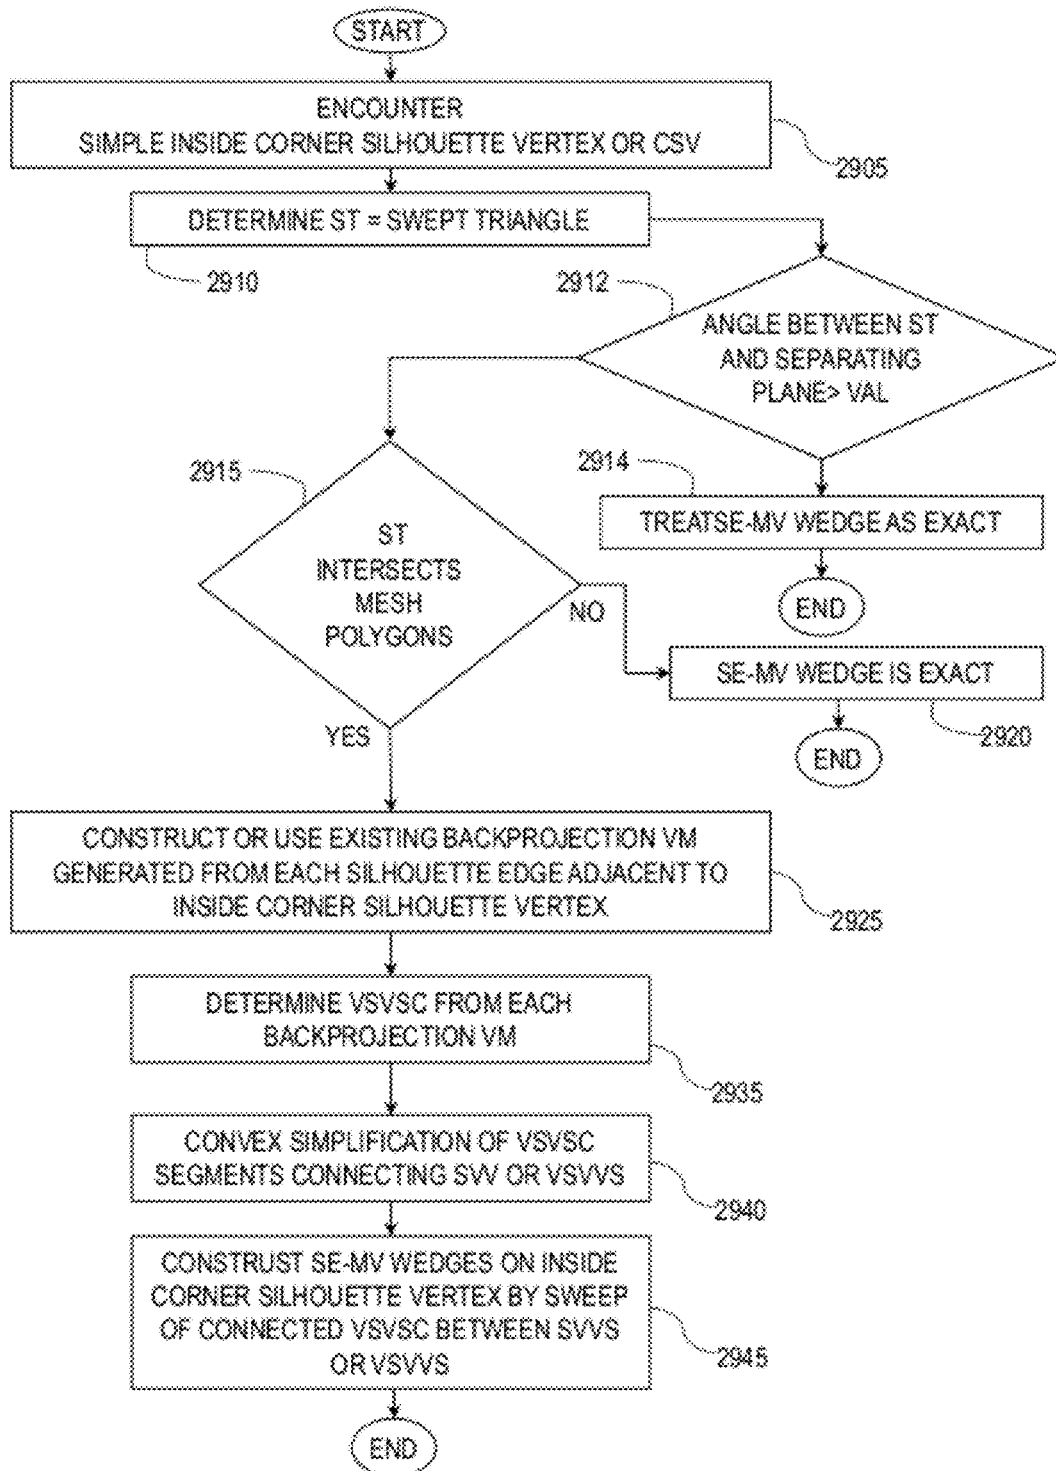 START
ENCOUNTER
SIMPLE INSIDE CORNER SILHOUETTE VERTEX OR CSV
2905
DETERMINE ST = SWEPT TRIANGLE
2910
2912
ANGLE BETWEEN ST
AND SEPARATING
PLANE> VAL
2914
TREATSE-MV WEDGE AS EXACT
END
2915
ST
INTERSECTS
MESH
POLYGONS
NO
SE-MV WEDGE IS EXACT
2920
END
YES
CONSTRUCT OR USE EXISTING BACKPROJECTION VM
GENERATED FROM EACH SILHOUETTE EDGE ADJACENT TO
INSIDE CORNER SILHOUETTE VERTEX
2925
DETERMINE VSVSC FROM EACH
BACKPROJECTION VM
2935
CONVEX SIMPLIFICATION OF VSVSC
SEGMENTS CONNECTING SVV OR VSVVS
2940
CONSTRUST SE-MV WEDGES ON INSIDE
CORNER SILHOUETTE VERTEX BY SWEEP
OF CONNECTED VSVSC BETWEEN SVVS
OR VSVVS
2945
END